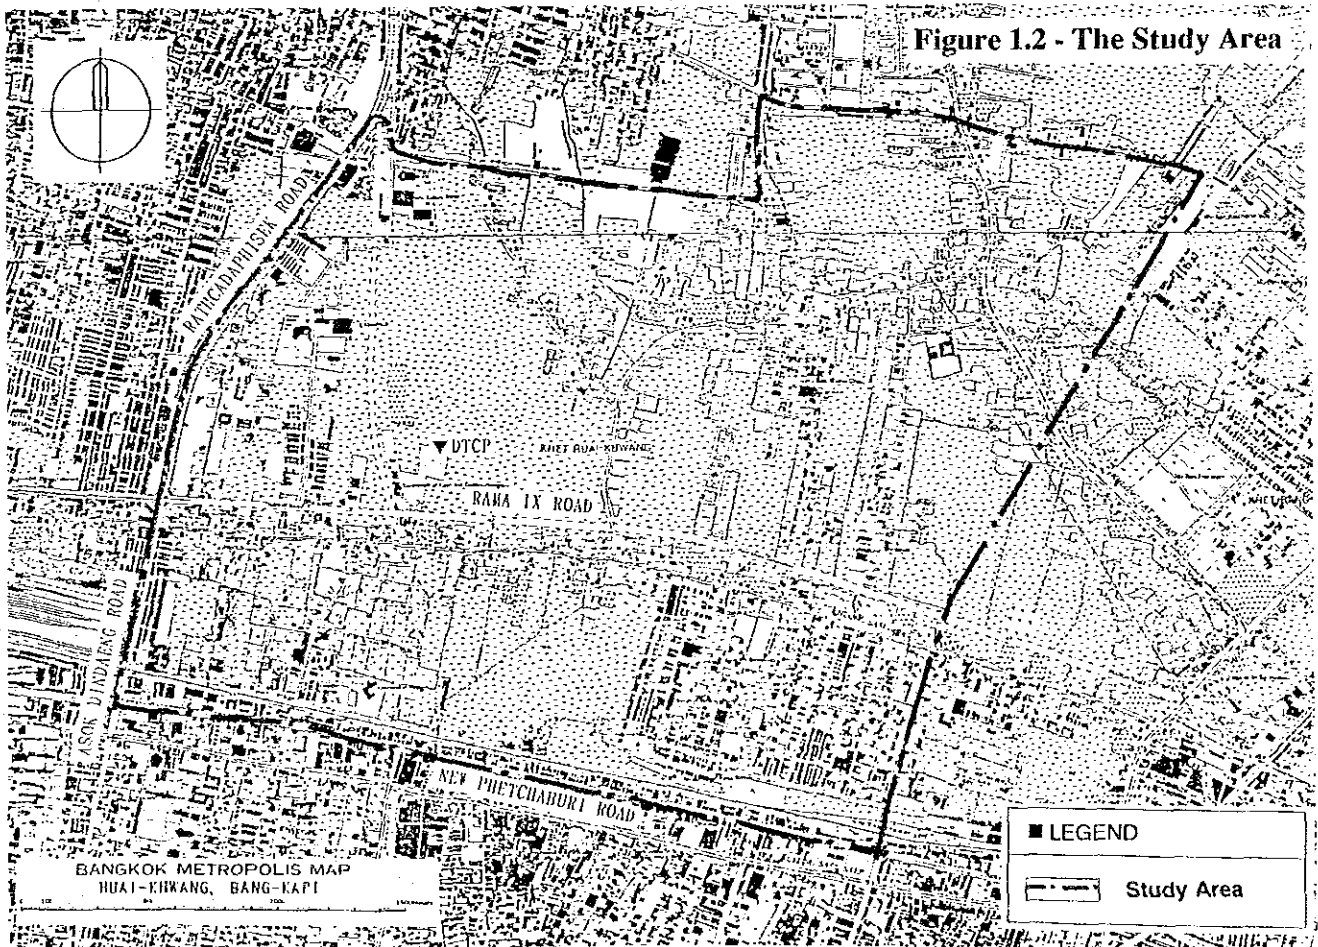 Figure 1.2 - The Study Area
RATHCADAHISEK ROAD
DTCP
KHET HUAI-KHWANG
RAMA IX ROAD
ASOK DINDAENG ROAD
NEW PHETCHABURI ROAD
BANGKOK METROPOLIS MAP
HUAI-KHWANG, BANG-KAPI
LEGEND
Study Area